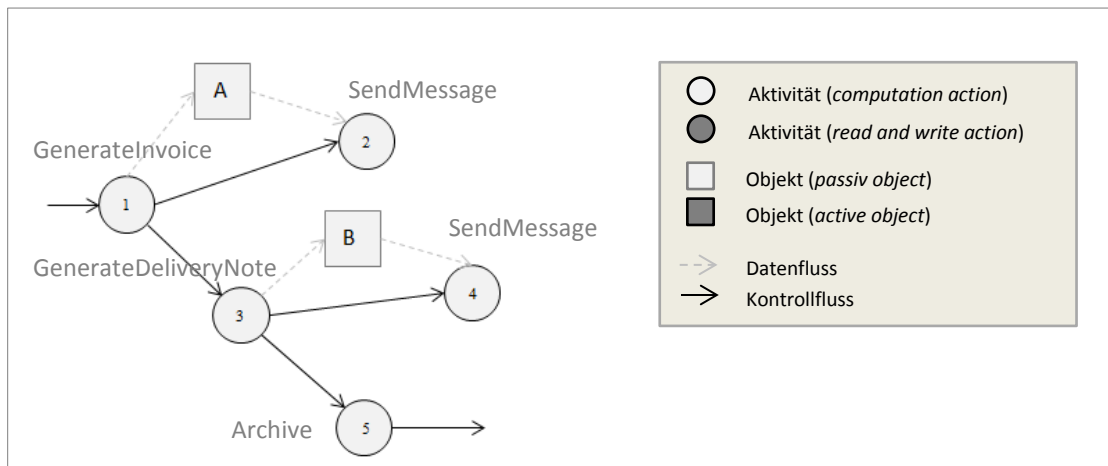 A
SendMessage
2
GenerateInvoice
1
SendMessage
B
GenerateDeliveryNote
3
4
Archive
5
Aktivität (computation action)
Aktivität (read and write action)
Objekt (passiv object)
Objekt (active object)
Datenfluss
Kontrollfluss